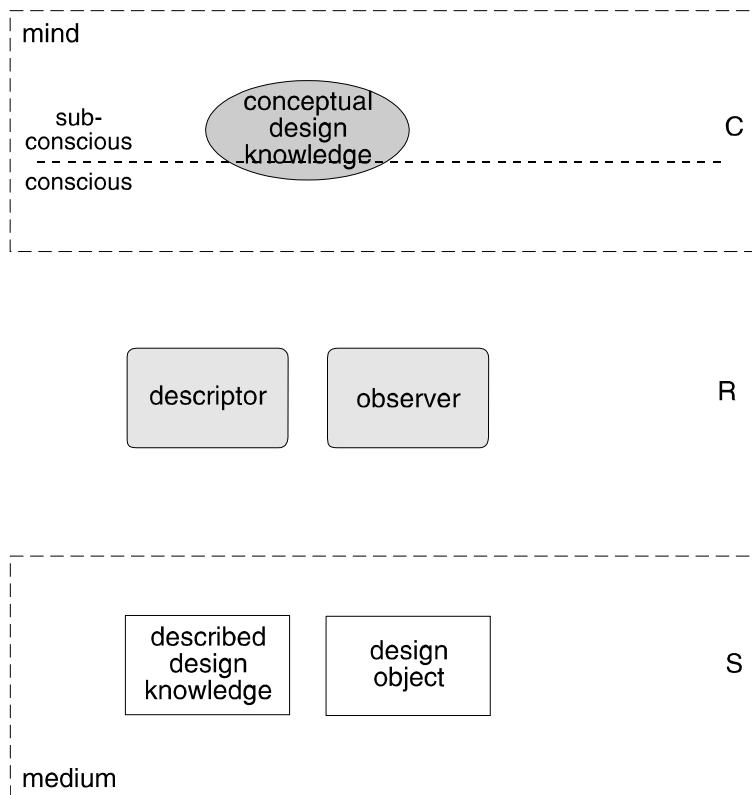 mind
conceptual
design
knowledge
sub-
conscious
C
conscious
descriptor
observer
R
described
design
knowledge
design
object
S
medium